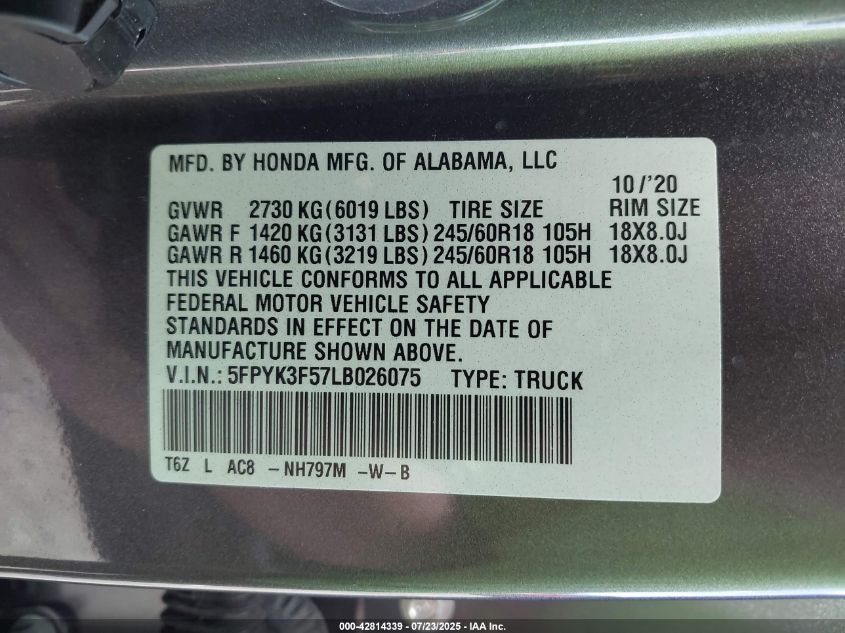 MFD. BY HONDA MFG. OF ALABAMA, LLC
10/'20
GVWR 2730 KG(6019 LBS) TIRE SIZE RIM SIZE
GAWR F 1420 KG(3131 LBS) 245/60R18 105H 18X8.0J
GAWR R 1460 KG(3219 LBS) 245/60R18 105H 18X8.0J
THIS VEHICLE CONFORMS TO ALL APPLICABLE
FEDERAL MOTOR VEHICLE SAFETY
STANDARDS IN EFFECT ON THE DATE OF
MANUFACTURE SHOWN ABOVE.
V.I.N.: 5FPYK3F57LB026075 TYPE: TRUCK
T6Z L AC8 -NH797M -W-B
000-42814339 | 07/23/2025 - IAA Inc.